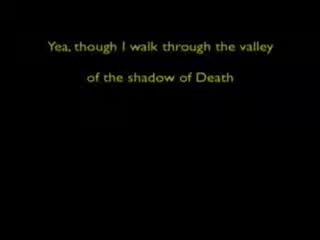 Yea, though I walk through the valley
of the shadow of Death